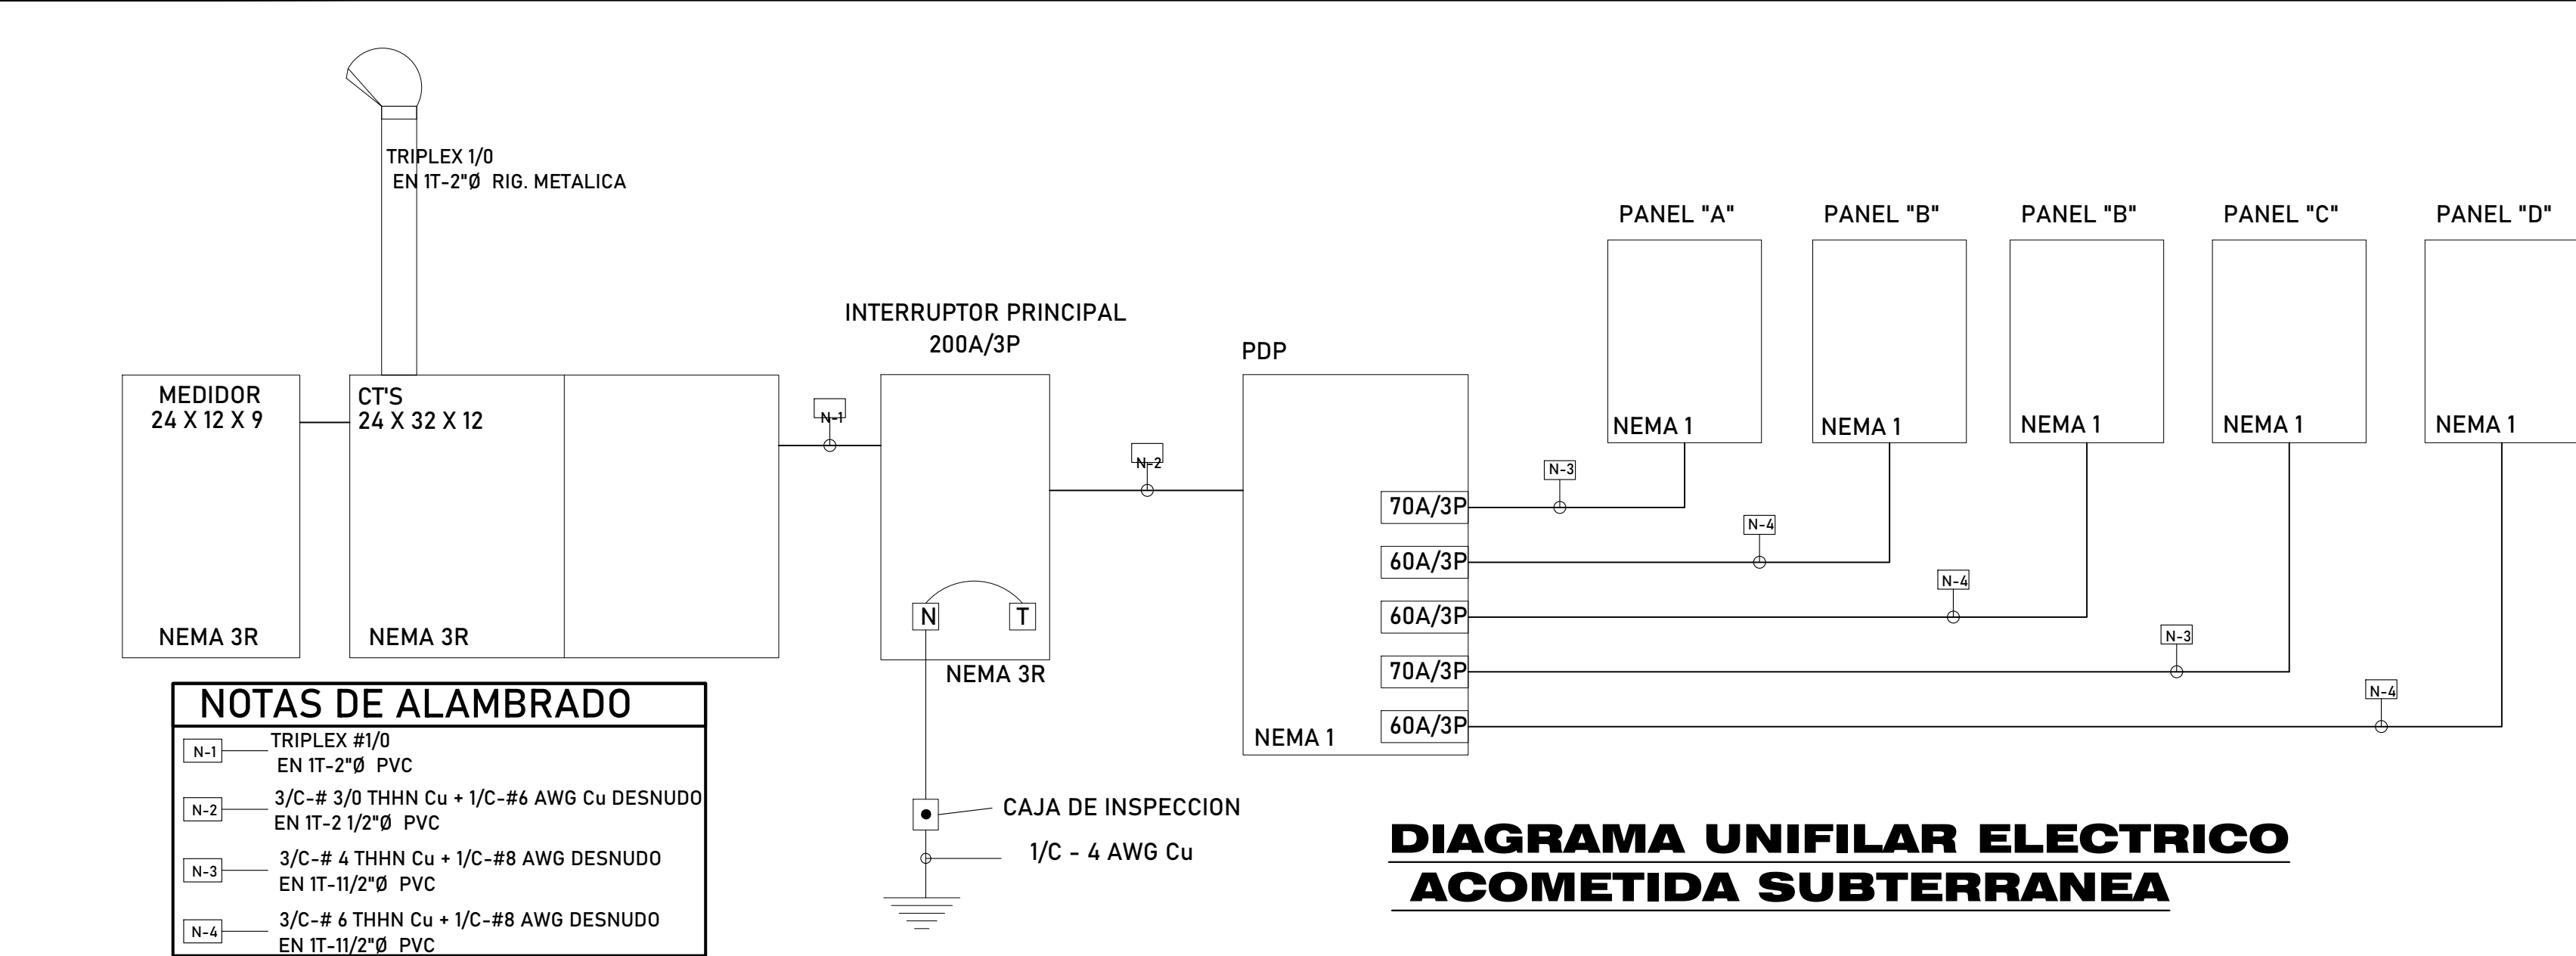 TRIPLEX 1/0
EN 1T-2"Ø RIG. METALICA
MEDIDOR
24 X 12 X 9
NEMA 3R
CT'S
24 X 32 X 12
NEMA 3R
N-1
INTERRUPTOR PRINCIPAL
200A/3P
N
T
NEMA 3R
CAJA DE INSPECCION
1/C - 4 AWG Cu
N-2
PDP
70A/3P
60A/3P
60A/3P
70A/3P
60A/3P
NEMA 1
PANEL "A"
NEMA 1
PANEL "B"
NEMA 1
PANEL "B"
NEMA 1
PANEL "C"
NEMA 1
PANEL "D"
NEMA 1
N-3
N-4
N-4
N-3
N-4
NOTAS DE ALAMBRADO
N-1
TRIPLEX #1/0
EN 1T-2"Ø PVC
N-2
3/C-# 3/0 THHN Cu + 1/C-#6 AWG Cu DESNUDO
EN 1T-2 1/2"Ø PVC
N-3
3/C-# 4 THHN Cu + 1/C-#8 AWG DESNUDO
EN 1T-11/2"Ø PVC
N-4
3/C-# 6 THHN Cu + 1/C-#8 AWG DESNUDO
EN 1T-11/2"Ø PVC
DIAGRAMA UNIFILAR ELECTRICO
ACOMETIDA SUBTERRANEA